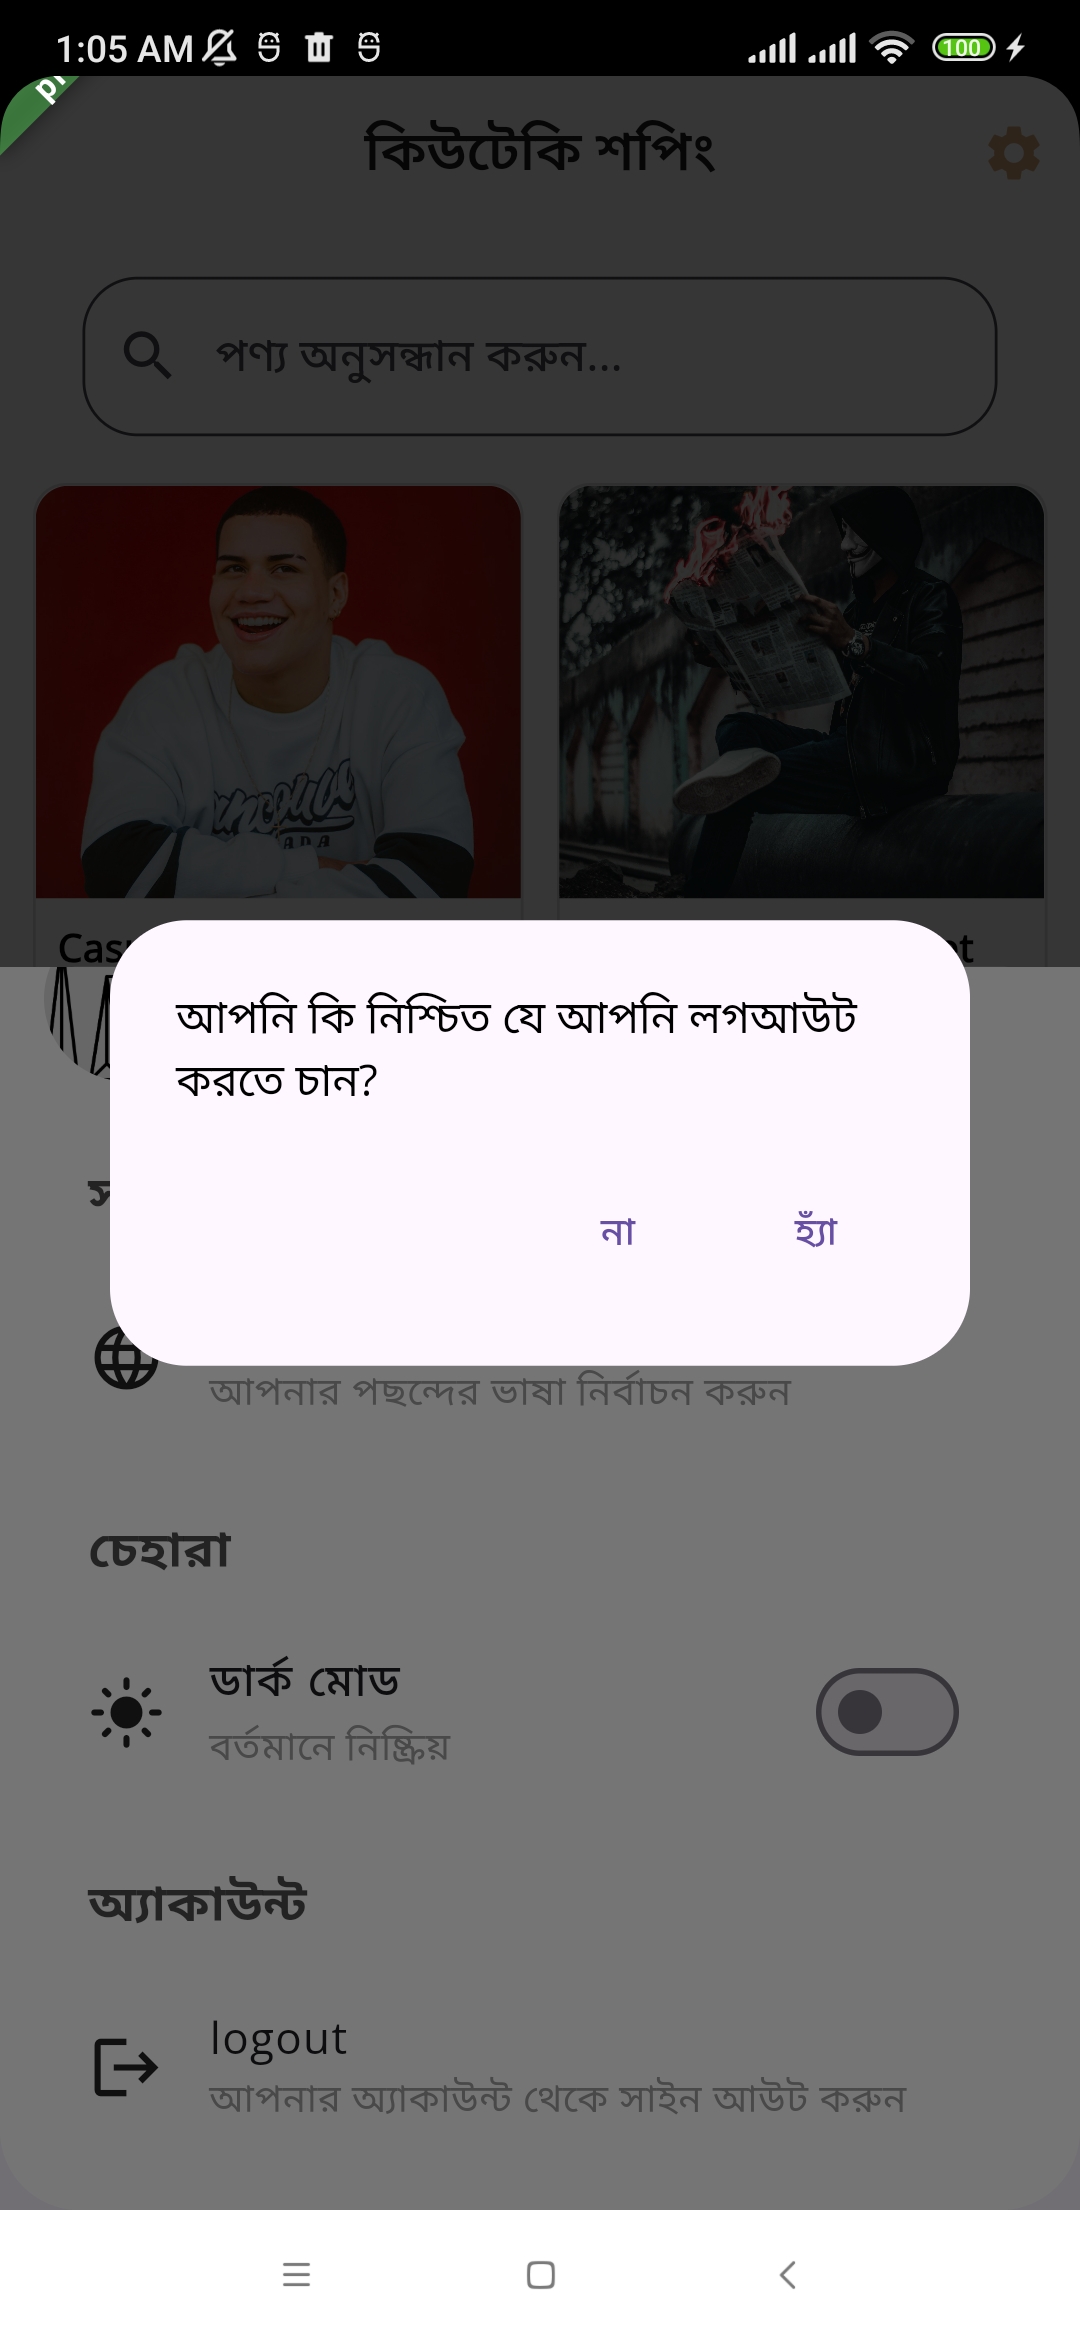 1:05 AM
100
কিউটেকি শপিং
পণ্য অনুসন্ধান করুন...
ADA
আপনি কি নিশ্চিত যে আপনি লগআউট
করতে চান?
না
হ্যাঁ
আপনার পছন্দের ভাষা নির্বাচন করুন
চেহারা
ডার্ক মোড
বর্তমানে নিষ্ক্রিয়
অ্যাকাউন্ট
logout
আপনার অ্যাকাউন্ট থেকে সাইন আউট করুন